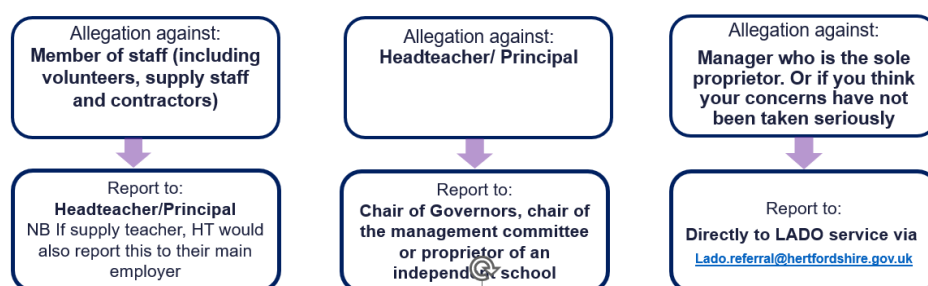 Allegation against:
Member of staff (including
volunteers, supply staff
and contractors)
Allegation against:
Headteacher/ Principal
Allegation against:
Manager who is the sole
proprietor. Or if you think
your concerns have not
been taken seriously
Report to:
Headteacher/Principal
NB If supply teacher, HT would
also report this to their main
employer
Report to:
Chair of Governors, chair of
the management committee
or proprietor of an
independent school
Report to:
Directly to LADO service via
Lado.referral@hertfordshire.gov.uk